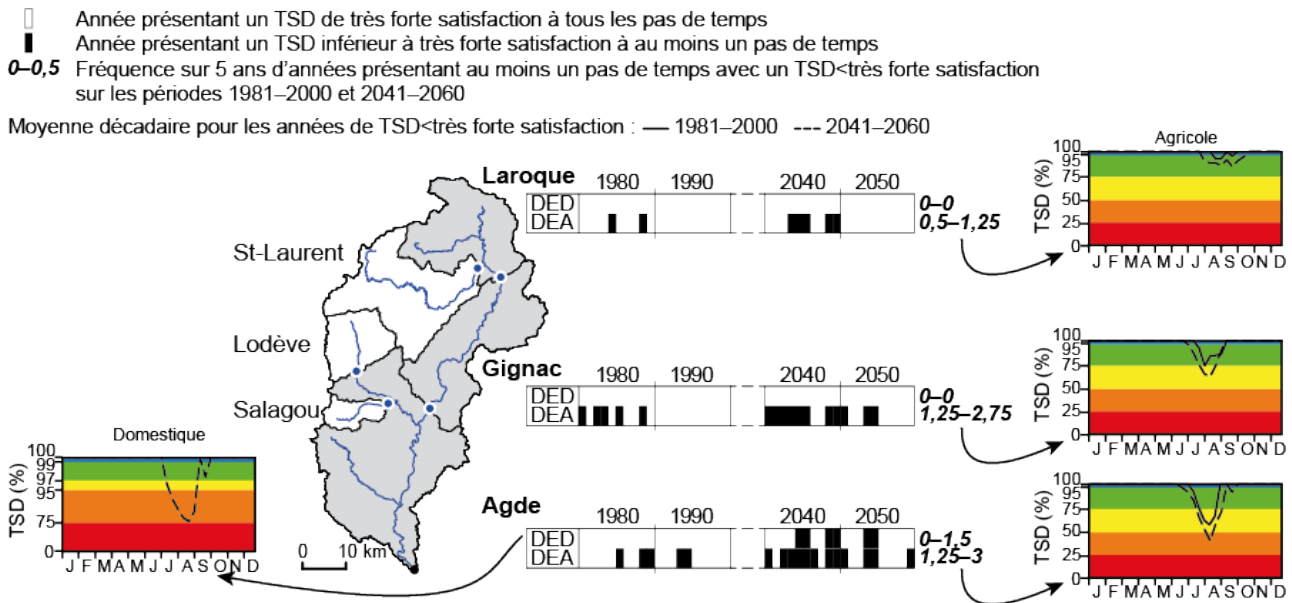 Année présentant un TSD de très forte satisfaction à tous les pas de temps
Année présentant un TSD inférieur à très forte satisfaction à au moins un pas de temps
0–0,5 Fréquence sur 5 ans d'années présentant au moins un pas de temps avec un TSD<très forte satisfaction
sur les périodes 1981–2000 et 2041–2060
Moyenne décadaire pour les années de TSD<très forte satisfaction : — 1981–2000 --- 2041–2060
Laroque
1980 1990 2040 2050
DED 0–0
DEA 0,5–1,25
Agricole
TSD (%)
100
95
75
50
25
0
J F M A M J J A S O N D
St-Laurent
Lodève
Salagou
Gignac
1980 1990 2040 2050
DED 0–0
DEA 1,25–2,75
TSD (%)
100
95
75
50
25
0
J F M A M J J A S O N D
Domestique
TSD (%)
100
99
97
95
75
0
J F M A M J J A S O N D
0 10 km
Agde
1980 1990 2040 2050
DED 0–1,5
DEA 1,25–3
TSD (%)
100
95
75
50
25
0
J F M A M J J A S O N D